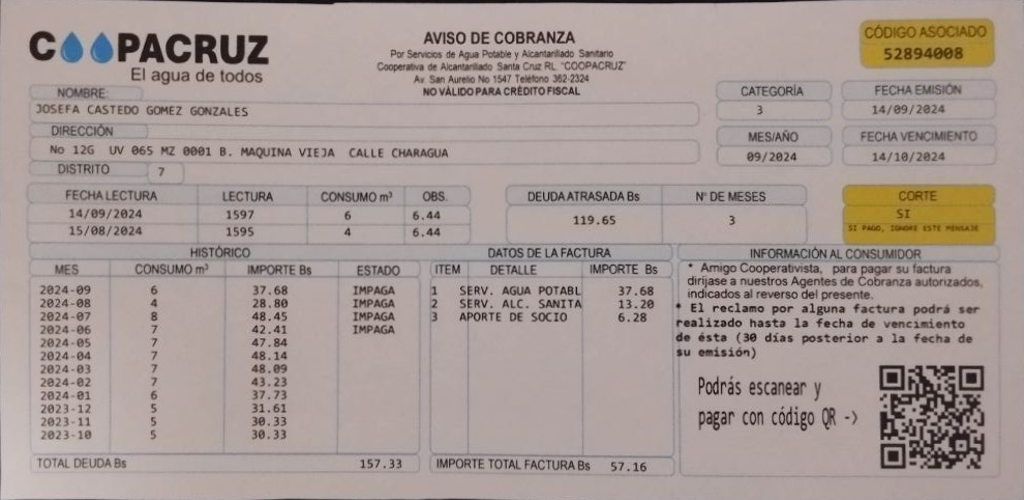 COOPACRUZ
El agua de todos
AVISO DE COBRANZA
Por Servicios de Agua Potable y Alcantarillado Sanitario
Cooperativa de Alcantarillado Santa Cruz RL "COOPACRUZ"
Av. San Aurelio No 1547 Teléfono 362-2324
NO VÁLIDO PARA CRÉDITO FISCAL
CÓDIGO ASOCIADO
52894008
NOMBRE:
JOSEFA CASTEDO GOMEZ GONZALES
CATEGORÍA
3
FECHA EMISIÓN
14/09/2024
DIRECCIÓN
No 12G UV 065 MZ 0001 B. MAQUINA VIEJA CALLE CHARAGUA
MES/AÑO
09/2024
FECHA VENCIMIENTO
14/10/2024
DISTRITO 7
FECHA LECTURA LECTURA CONSUMO m³ OBS.
14/09/2024 1597 6 6.44
15/08/2024 1595 4 6.44
DEUDA ATRASADA Bs N° DE MESES
119.65 3
CORTE
SI
SI PAGO, IGNORE ESTE MENSAJE
HISTÓRICO
MES CONSUMO m³ IMPORTE Bs ESTADO
2024-09 6 37.68 IMPAGA
2024-08 4 28.80 IMPAGA
2024-07 8 48.45 IMPAGA
2024-06 7 42.41 IMPAGA
2024-05 7 47.84
2024-04 7 48.14
2024-03 7 48.09
2024-02 7 43.23
2024-01 6 37.73
2023-12 5 31.61
2023-11 5 30.33
2023-10 5 30.33
TOTAL DEUDA Bs 157.33
DATOS DE LA FACTURA
ITEM DETALLE IMPORTE Bs
1 SERV. AGUA POTABL 37.68
2 SERV. ALC. SANITA 13.20
3 APORTE DE SOCIO 6.28
IMPORTE TOTAL FACTURA Bs 57.16
INFORMACIÓN AL CONSUMIDOR
* Amigo Cooperativista, para pagar su factura
dirijase a nuestros Agentes de Cobranza autorizados,
indicados al reverso del presente.
* El reclamo por alguna factura podrá ser
realizado hasta la fecha de vencimiento
de ésta (30 días posterior a la fecha de
su emisión)
Podrás escanear y
pagar con código QR ->